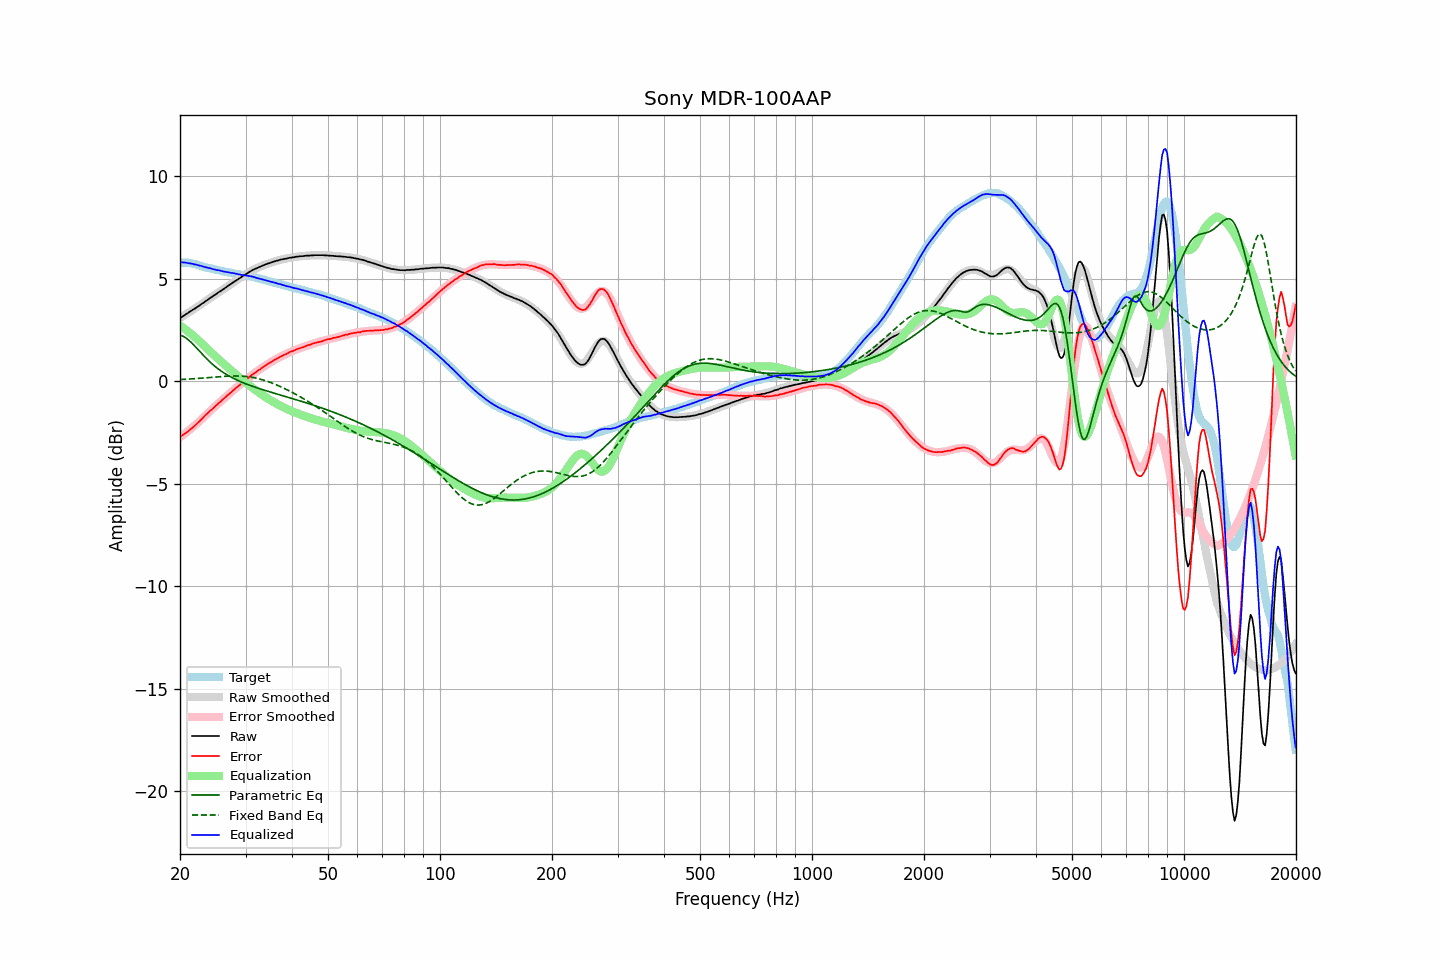 Sony MDR-100AAP
Amplitude (dBr)
10
5
0
−5
−10
−15
−20
Target
Raw Smoothed
Error Smoothed
Raw
Error
Equalization
Parametric Eq
Fixed Band Eq
Equalized
20 50 100 200 500 1000 2000 5000 10000 20000
Frequency (Hz)